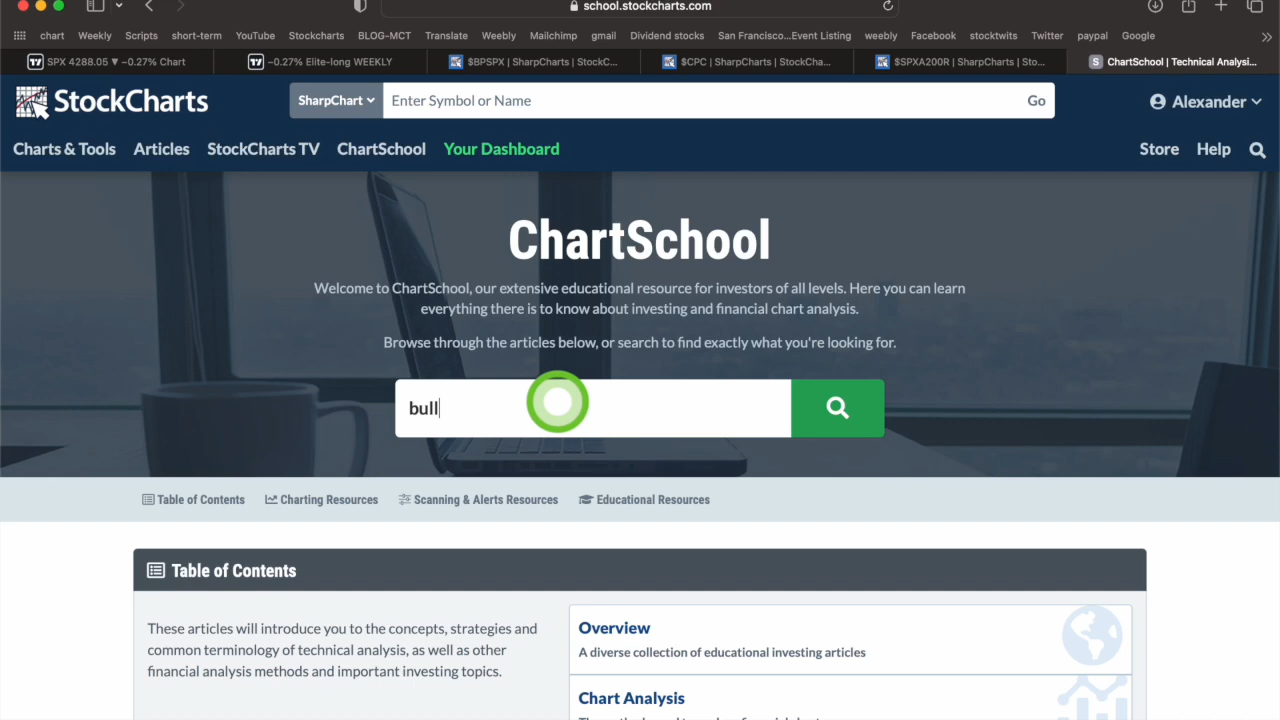 school.stockcharts.com
chart Weekly Scripts short-term YouTube Stockcharts BLOG-MCT Translate Weebly Mailchimp gmail Dividend stocks San Francisco...Event Listing weebly Facebook stocktwits Twitter paypal Google
SPX 4288.05 ▼ −0.27% Chart −0.27% Elite-long WEEKLY $BPSPX | SharpCharts | StockC... $CPC | SharpCharts | StockCha... $SPXA200R | SharpCharts | Sto... S ChartSchool | Technical Analysi...
StockCharts SharpChart Enter Symbol or Name Go Alexander
Charts & Tools Articles StockCharts TV ChartSchool Your Dashboard Store Help
ChartSchool
Welcome to ChartSchool, our extensive educational resource for investors of all levels. Here you can learn
everything there is to know about investing and financial chart analysis.
Browse through the articles below, or search to find exactly what you're looking for.
bull
Table of Contents Charting Resources Scanning & Alerts Resources Educational Resources
Table of Contents
These articles will introduce you to the concepts, strategies and
common terminology of technical analysis, as well as other
financial analysis methods and important investing topics.
Overview
A diverse collection of educational investing articles
Chart Analysis